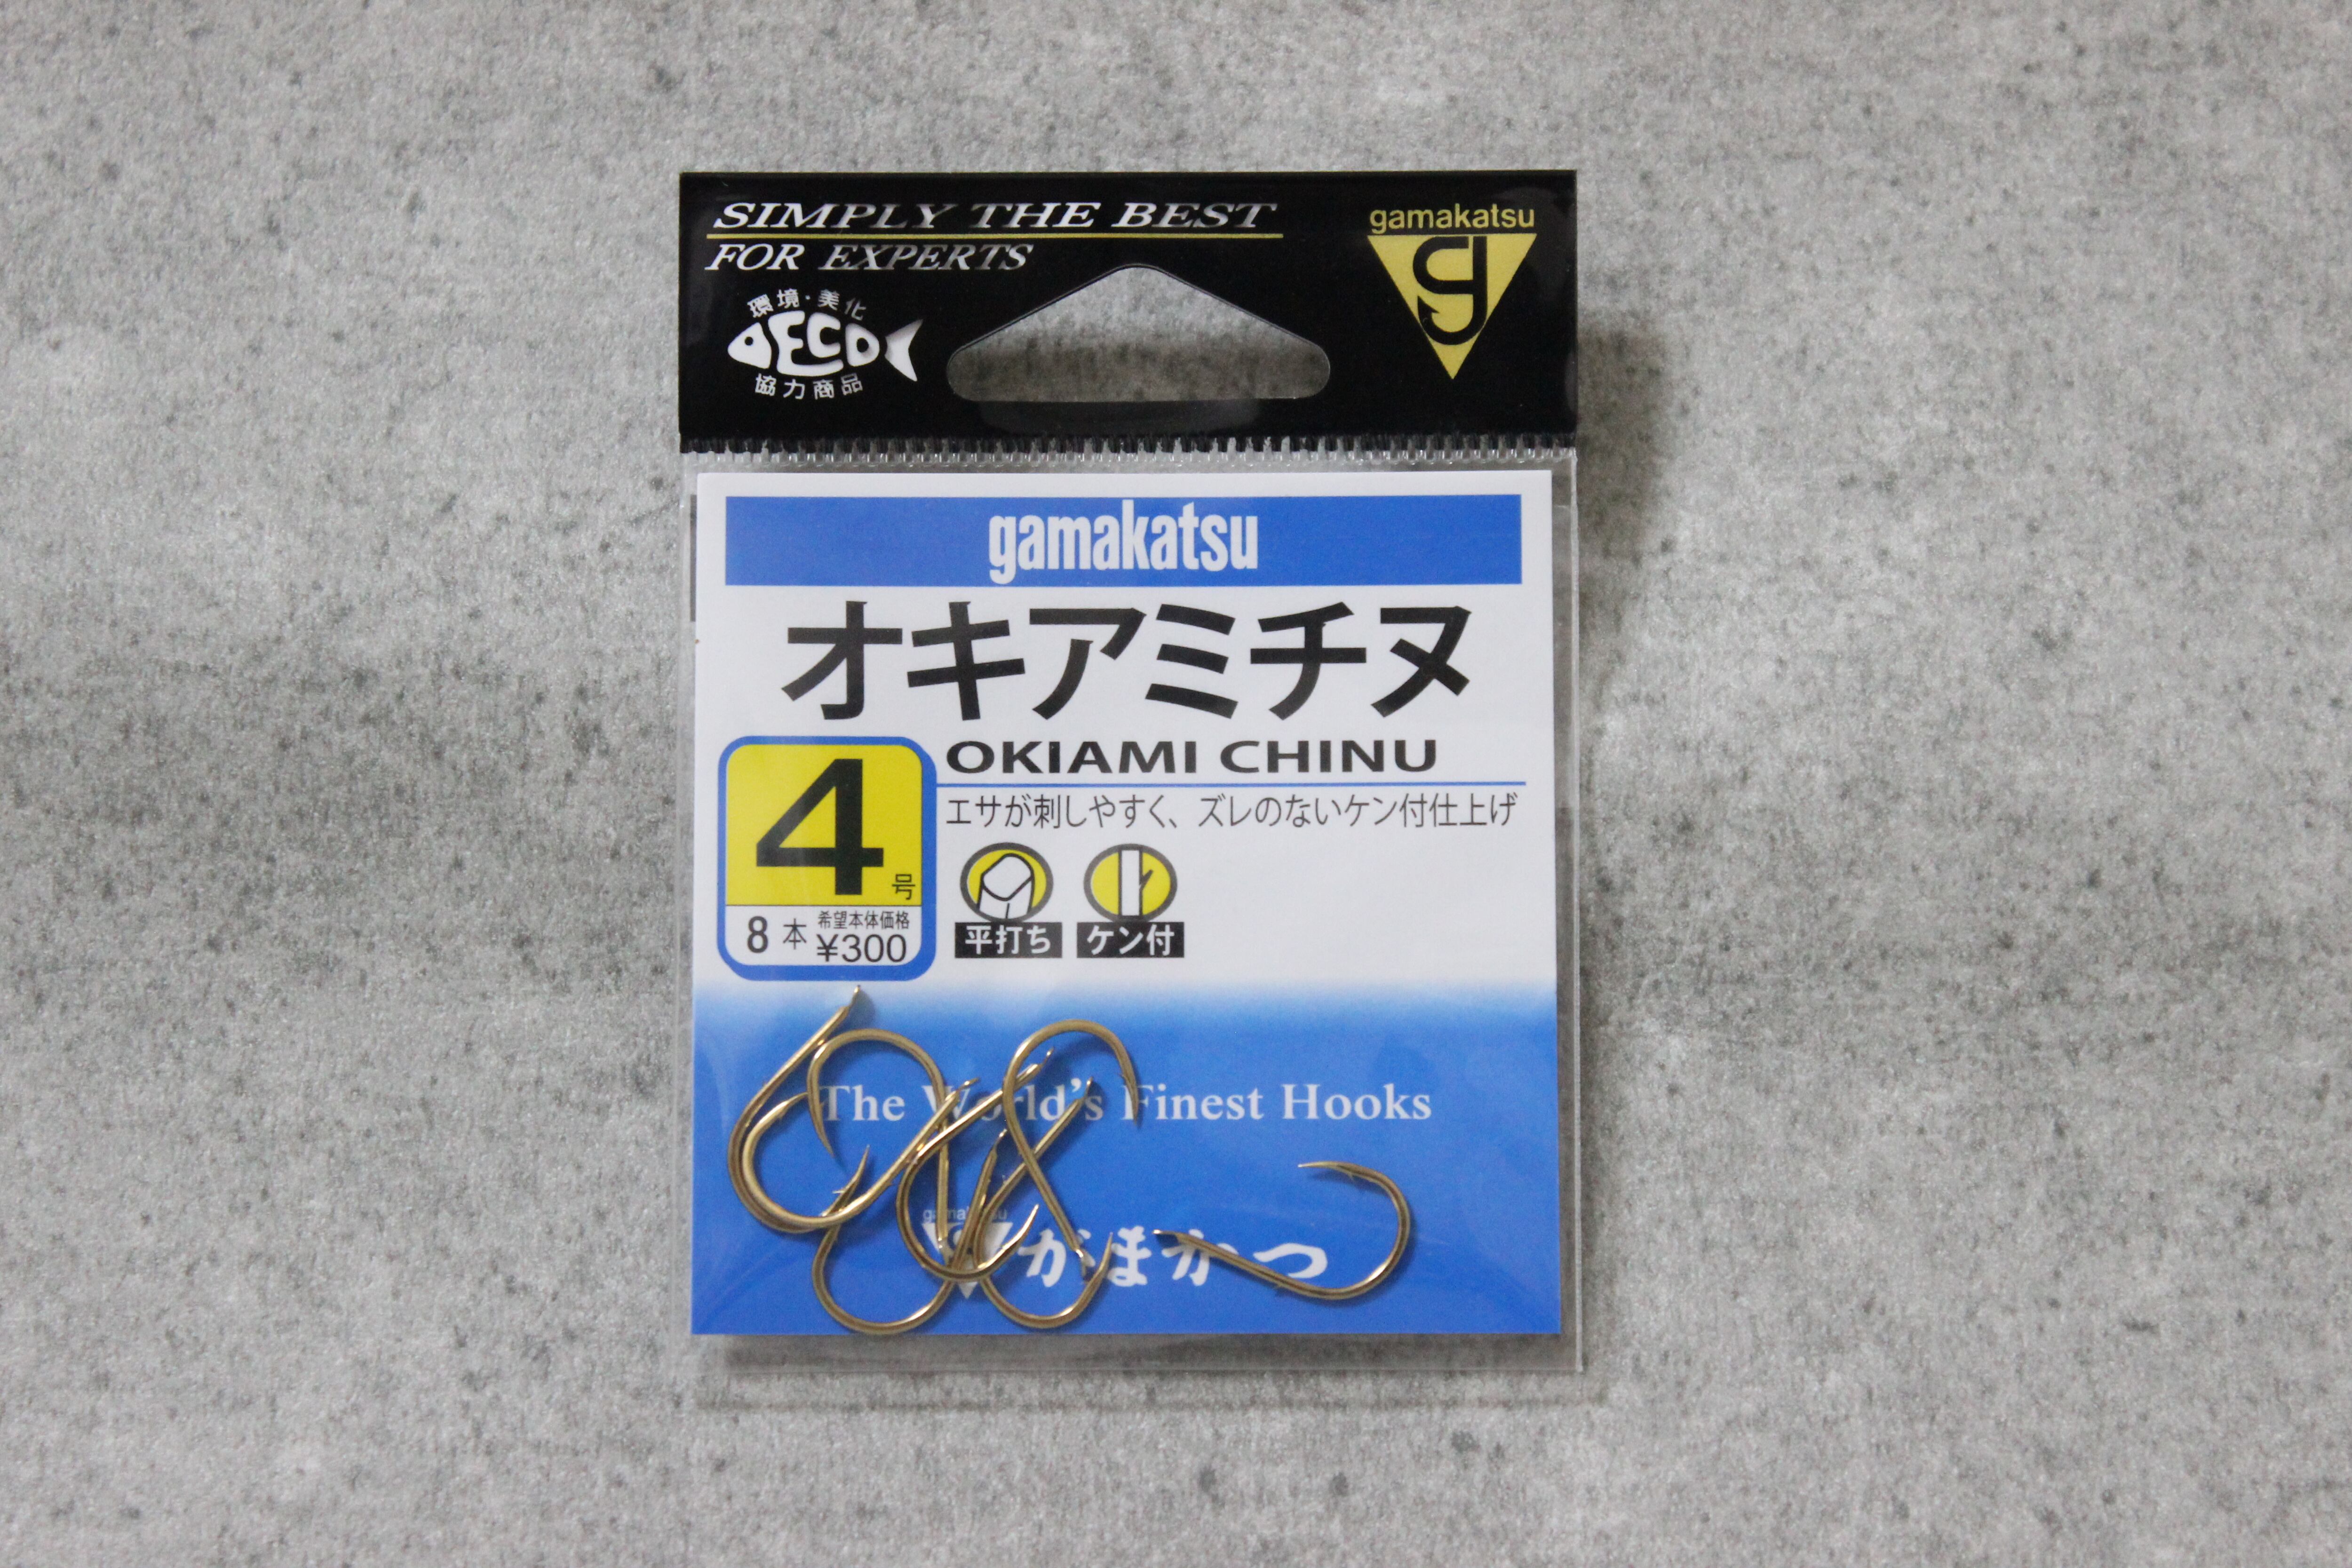 SIMPLY THE BEST
FOR EXPERTS
gamakatsu
g
環境・美化
ECO
協力商品
gamakatsu
オキアミチヌ
OKIAMI CHINU
エサが刺しやすく、ズレのないケン付仕上げ
4号
8本 希望本体価格
¥300
平打ち ケン付
The World's Finest Hooks
gamakatsu
がまかつ